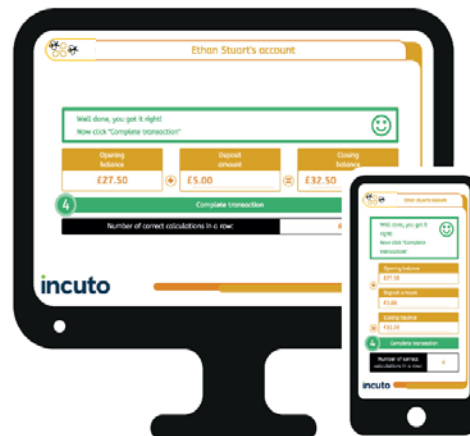 Ethan Stuart's account
Well done, you got it right!
Now click "Complete transaction"
Opening
balance
Deposit
amount
Closing
balance
£27.50
£5.00
£32.50
4
Complete transaction
Number of correct calculations in a row:
incuto
Ethan Stuart's account
Well done, you got it
right!
Now click "Complete
transaction"
Opening balance
£27.50
Deposit amount
£5.00
Closing balance
£32.50
4
Complete transaction
Number of correct
calculations in a row:
incuto